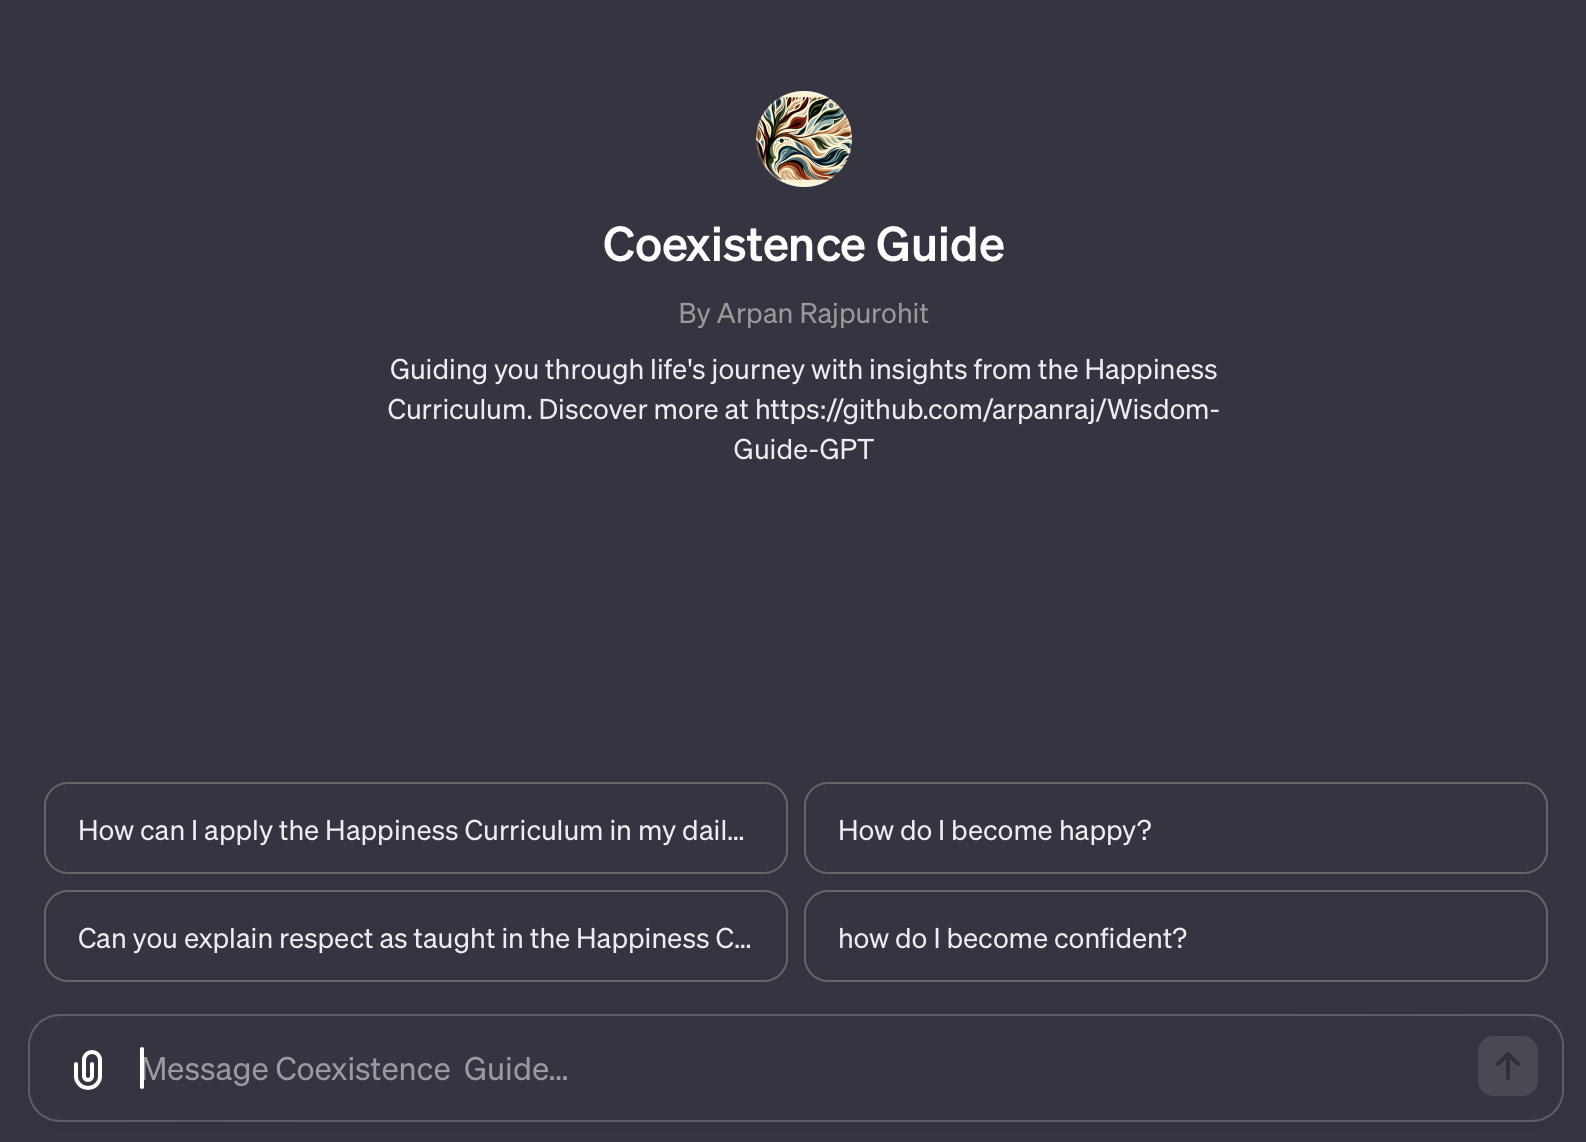 Coexistence Guide
By Arpan Rajpurohit
Guiding you through life's journey with insights from the Happiness
Curriculum. Discover more at https://github.com/arpanraj/Wisdom-
Guide-GPT
How can I apply the Happiness Curriculum in my dail...
How do I become happy?
Can you explain respect as taught in the Happiness C...
how do I become confident?
Message Coexistence  Guide...